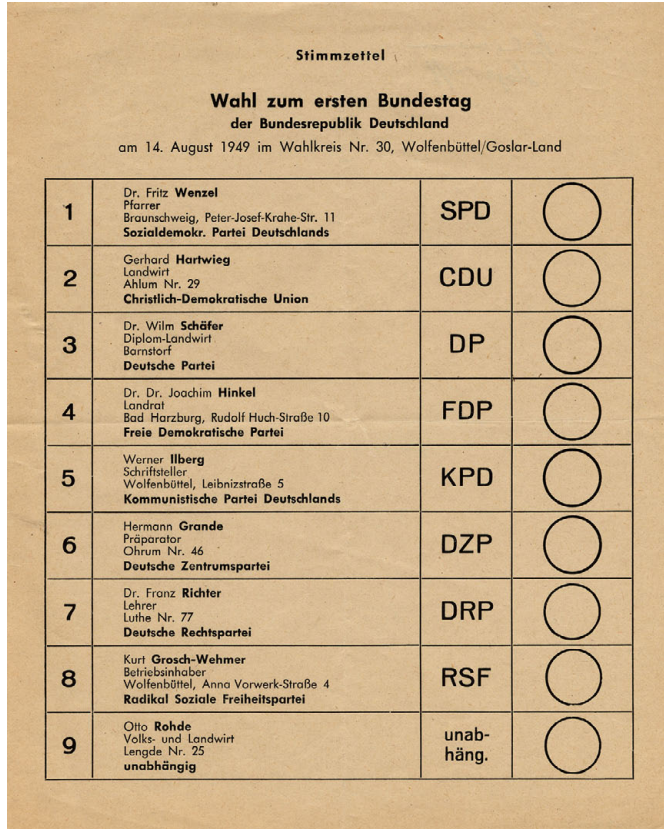 Stimmzettel
Wahl zum ersten Bundestag
der Bundesrepublik Deutschland
am 14. August 1949 im Wahlkreis Nr. 30, Wolfenbüttel/Goslar-Land
1
Dr. Fritz Wenzel
Pfarrer
Braunschweig, Peter-Josef-Krahe-Str. 11
Sozialdemokr. Partei Deutschlands
SPD
2
Gerhard Hartwieg
Landwirt
Ahlum Nr. 29
Christlich-Demokratische Union
CDU
3
Dr. Wilm Schäfer
Diplom-Landwirt
Barnstorf
Deutsche Partei
DP
4
Dr. Dr. Joachim Hinkel
Landrat
Bad Harzburg, Rudolf Huch-Straße 10
Freie Demokratische Partei
FDP
5
Werner Ilberg
Schriftsteller
Wolfenbüttel, Leibnizstraße 5
Kommunistische Partei Deutschlands
KPD
6
Hermann Grande
Präparator
Ohrum Nr. 46
Deutsche Zentrumspartei
DZP
7
Dr. Franz Richter
Lehrer
Luthe Nr. 77
Deutsche Rechtspartei
DRP
8
Kurt Grosch-Wehmer
Betriebsinhaber
Wolfenbüttel, Anna Vorwerk-Straße 4
Radikal Soziale Freiheitspartei
RSF
9
Otto Rohde
Volks- und Landwirt
Lengde Nr. 25
unabhängig
unab-
häng.